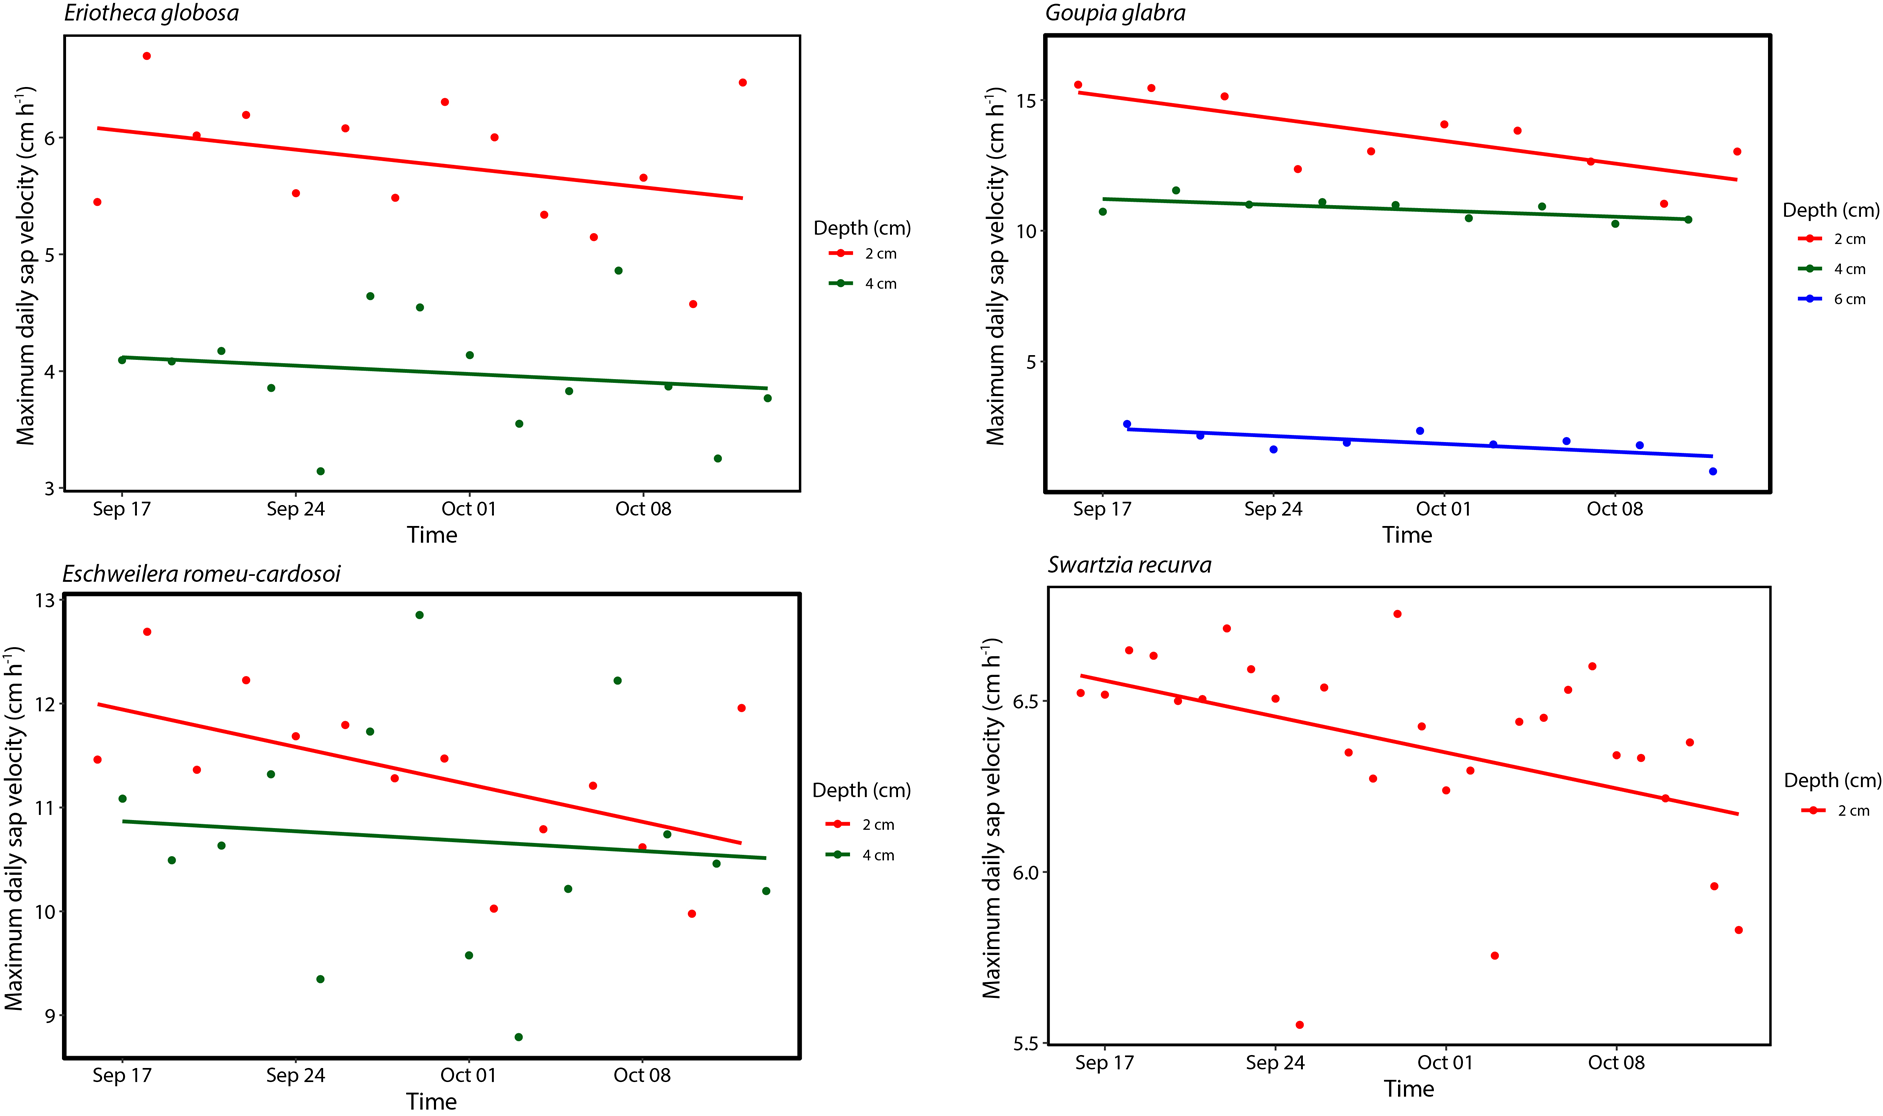 Eriotheca globosa
Maximum daily sap velocity (cm h-1)
6
5
4
3
Sep 17
Sep 24
Oct 01
Oct 08
Time
Depth (cm)
2 cm
4 cm
Goupia glabra
Maximum daily sap velocity (cm h-1)
15
10
5
Sep 17
Sep 24
Oct 01
Oct 08
Time
Depth (cm)
2 cm
4 cm
6 cm
Eschweilera romeu-cardosoi
Maximum daily sap velocity (cm h-1)
13
12
11
10
9
Sep 17
Sep 24
Oct 01
Oct 08
Time
Depth (cm)
2 cm
4 cm
Swartzia recurva
Maximum daily sap velocity (cm h-1)
6.5
6.0
5.5
Sep 17
Sep 24
Oct 01
Oct 08
Time
Depth (cm)
2 cm